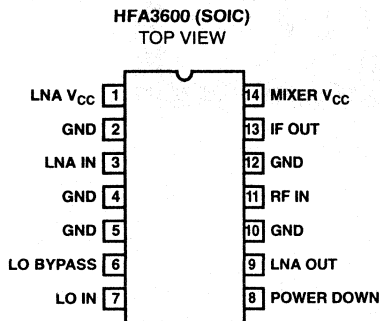 HFA3600 (SOIC)
TOP VIEW
LNA VCC 1 14 MIXER VCC
GND 2 13 IF OUT
LNA IN 3 12 GND
GND 4 11 RF IN
GND 5 10 GND
LO BYPASS 6 9 LNA OUT
LO IN 7 8 POWER DOWN